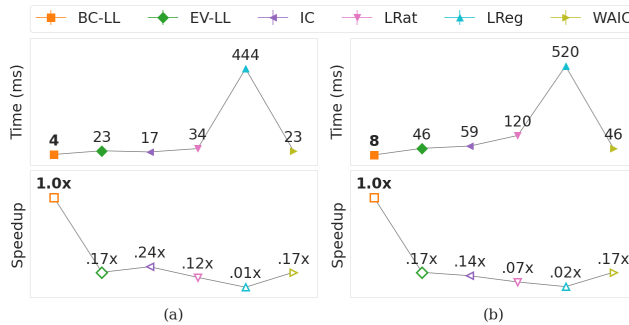 BC-LL EV-LL IC LRat LReg WAIC
Time (ms)
4 23 17 34 444 23
Time (ms)
8 46 59 120 520 46
Speedup
1.0x .17x .24x .12x .01x .17x
Speedup
1.0x .17x .14x .07x .02x .17x
(a)
(b)